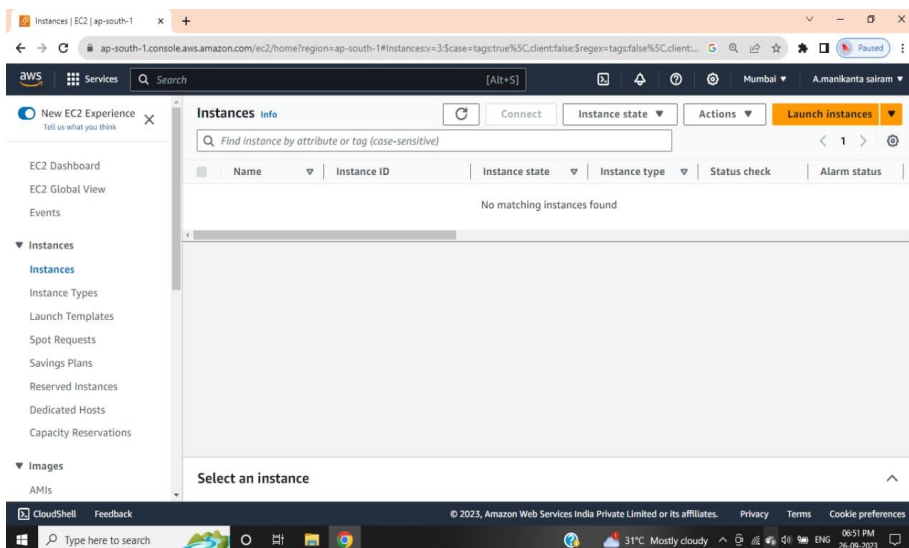 Instances | EC2 | ap-south-1
ap-south-1.console.aws.amazon.com/ec2/home?region=ap-south-1#Instances:v=3;$case=tags:true%5C,client:false;$regex=tags:false%5C,client:...
Paused
aws Services Search [Alt+S] Mumbai A.manikanta sairam
New EC2 Experience
Tell us what you think
EC2 Dashboard
EC2 Global View
Events
Instances
Instances
Instance Types
Launch Templates
Spot Requests
Savings Plans
Reserved Instances
Dedicated Hosts
Capacity Reservations
Images
AMIs
Instances Info Connect Instance state Actions Launch instances
Find instance by attribute or tag (case-sensitive) 1
Name Instance ID Instance state Instance type Status check Alarm status
No matching instances found
Select an instance
CloudShell Feedback © 2023, Amazon Web Services India Private Limited or its affiliates. Privacy Terms Cookie preferences
Type here to search 31°C Mostly cloudy ENG 06:51 PM
26-09-2023